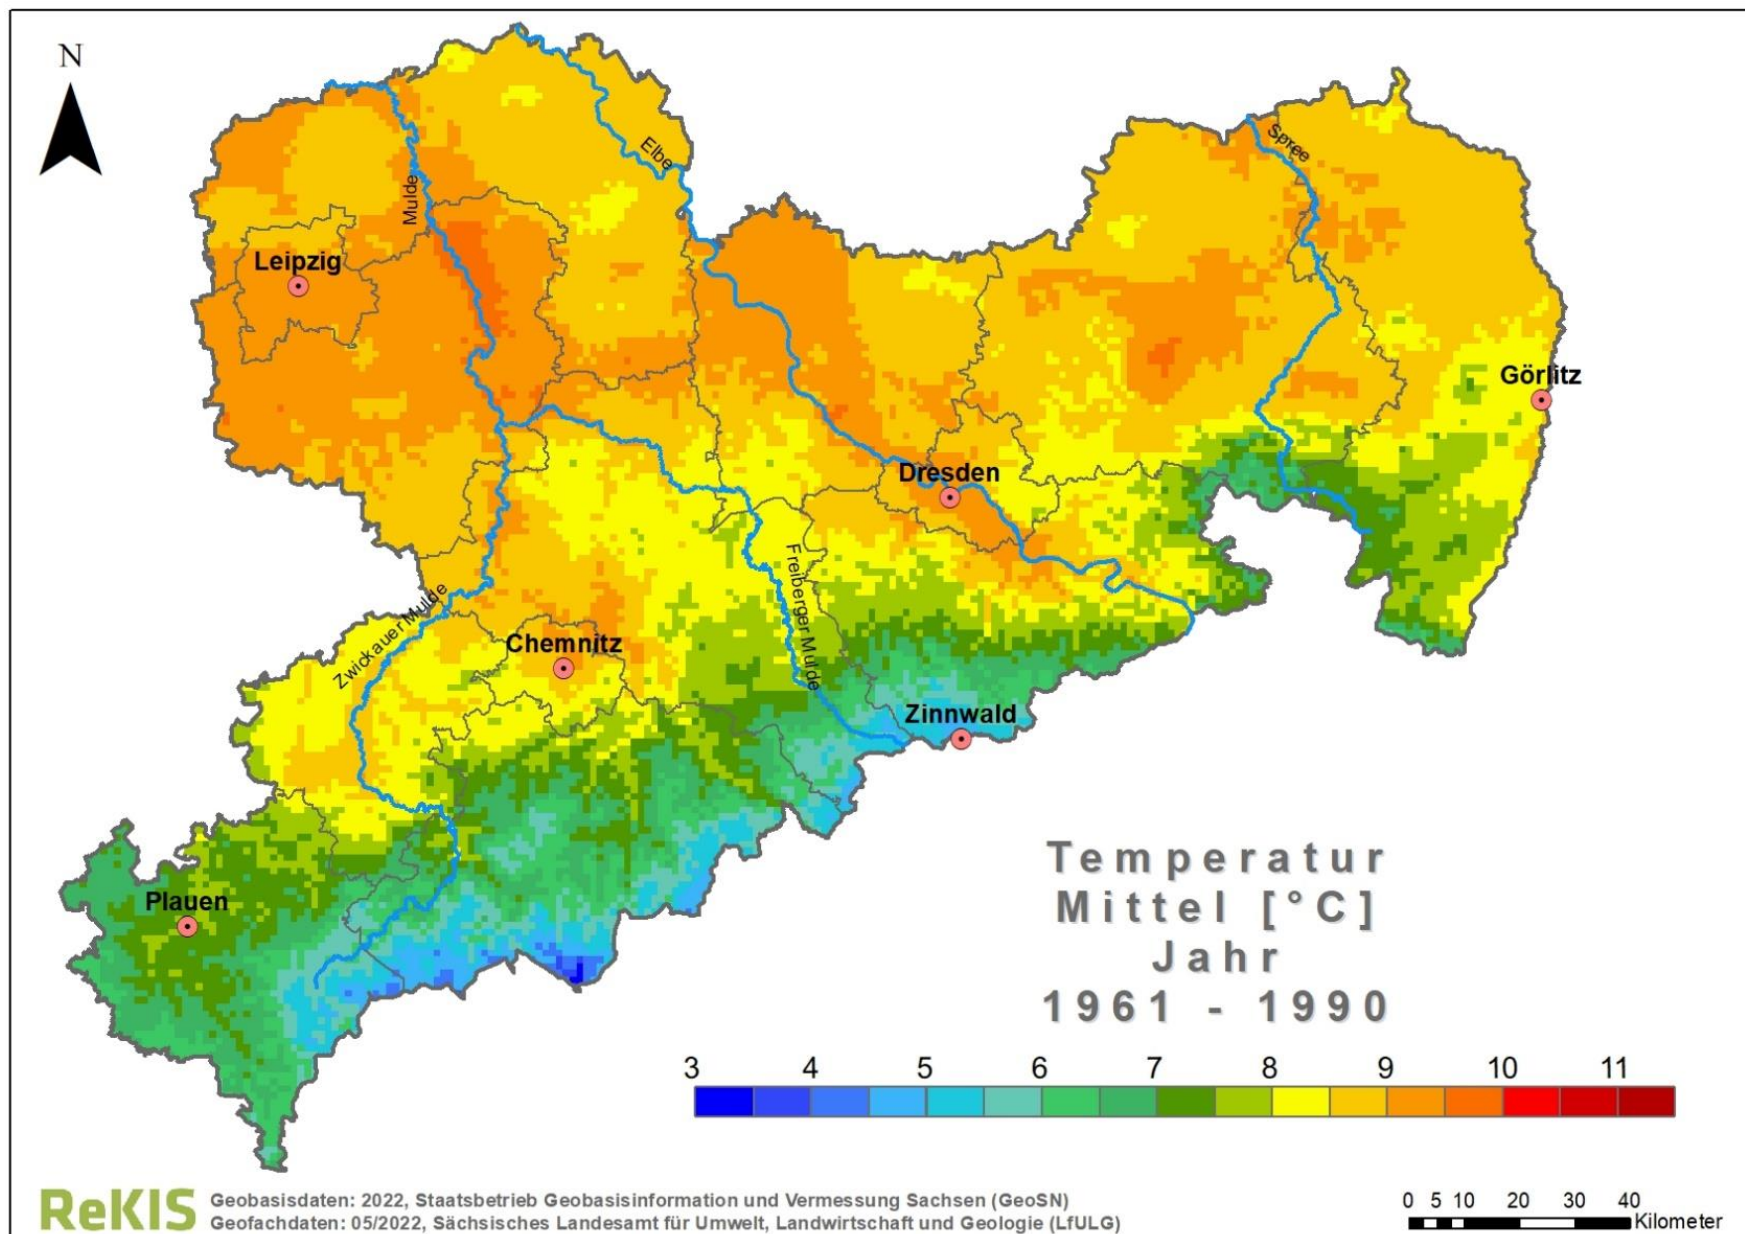 N
Elbe
Spree
Mulde
Leipzig
Görlitz
Dresden
Freiberger Mulde
Zwickauer Mulde
Chemnitz
Zinnwald
Plauen
Temperatur
Mittel [°C]
Jahr
1961 - 1990
3 4 5 6 7 8 9 10 11
ReKIS
Geobasisdaten: 2022, Staatsbetrieb Geobasisinformation und Vermessung Sachsen (GeoSN)
Geofachdaten: 05/2022, Sächsisches Landesamt für Umwelt, Landwirtschaft und Geologie (LfULG)
0 5 10 20 30 40
Kilometer